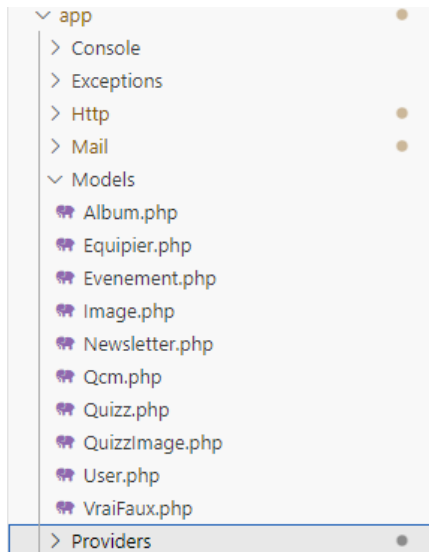 app
Console
Exceptions
Http
Mail
Models
Album.php
Equipier.php
Evenement.php
Image.php
Newsletter.php
Qcm.php
Quizz.php
QuizzImage.php
User.php
VraiFaux.php
Providers